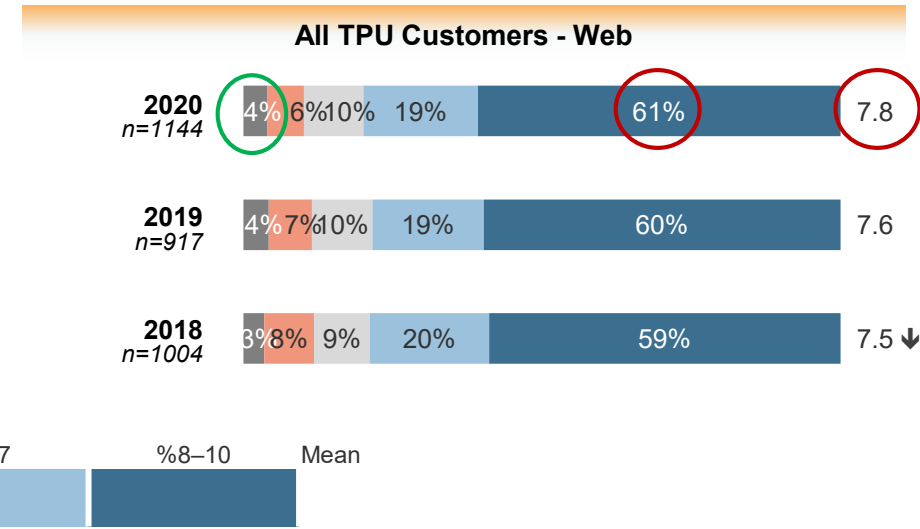 All TPU Customers - Web
2020 4% 6% 10% 19% 61% 7.8
n=1144
2019 4% 7% 10% 19% 60% 7.6
n=917
2018 3% 8% 9% 20% 59% 7.5 🡻
n=1004
7 %8–10 Mean